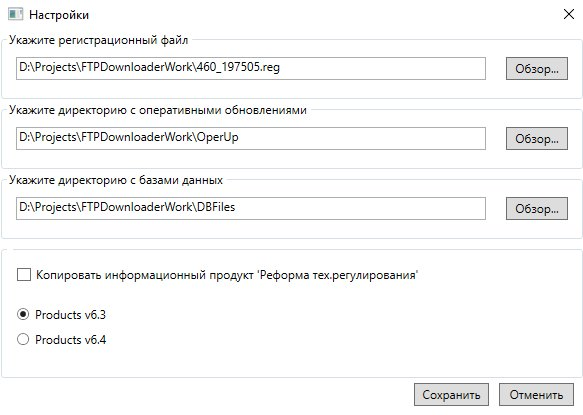 Настройки
Укажите регистрационный файл
D:\Projects\FTPDownloaderWork\460_197505.reg
Обзор...
Укажите директорию с оперативными обновлениями
D:\Projects\FTPDownloaderWork\OperUp
Обзор...
Укажите директорию с базами данных
D:\Projects\FTPDownloaderWork\DBFiles
Обзор...
Копировать информационный продукт 'Реформа тех.регулирования'
Products v6.3
Products v6.4
Сохранить
Отменить